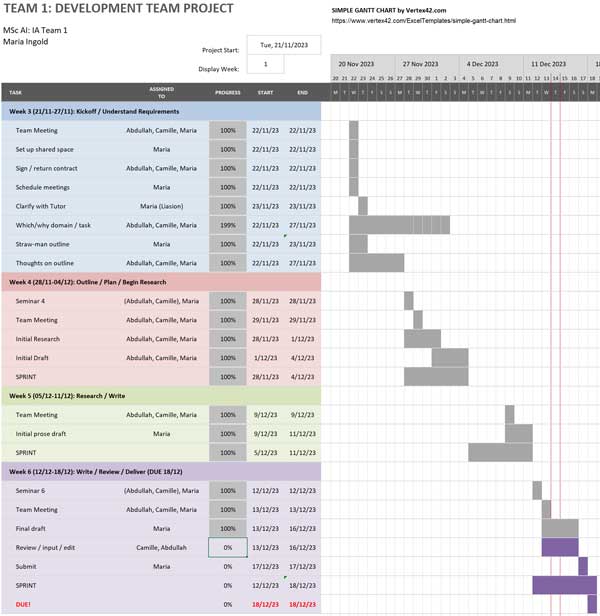 TEAM 1: DEVELOPMENT TEAM PROJECT
SIMPLE GANTT CHART by Vertex42.com
https://www.vertex42.com/ExcelTemplates/simple-gantt-chart.html
MSc AI: IA Team 1
Maria Ingold
Project Start: Tue, 21/11/2023
Display Week: 1
20 Nov 2023 27 Nov 2023 4 Dec 2023 11 Dec 2023 18
20 21 22 23 24 25 26 27 28 29 30 1 2 3 4 5 6 7 8 9 10 11 12 13 14 15 16 17 18
TASK ASSIGNED TO PROGRESS START END M T W T F S S M T W T F S S M T W T F S S M T W T F S S M
Week 3 (21/11-27/11): Kickoff / Understand Requirements
Team Meeting Abdullah, Camille, Maria 100% 22/11/23 22/11/23
Set up shared space Maria 100% 22/11/23 22/11/23
Sign / return contract Abdullah, Camille, Maria 100% 22/11/23 22/11/23
Schedule meetings Maria 100% 22/11/23 22/11/23
Clarify with Tutor Maria (Liasion) 100% 23/11/23 23/11/23
Which/why domain / task Abdullah, Camille, Maria 199% 22/11/23 27/11/23
Straw-man outline Maria 100% 22/11/23 23/11/23
Thoughts on outline Abdullah, Camille, Maria 100% 22/11/23 27/11/23
Week 4 (28/11-04/12): Outline / Plan / Begin Research
Seminar 4 (Abdullah, Camille), Maria 100% 28/11/23 28/11/23
Team Meeting Abdullah, Camille, Maria 100% 29/11/23 29/11/23
Initial Research Abdullah, Camille, Maria 100% 28/11/23 1/12/23
Initial Draft Abdullah, Camille, Maria 100% 1/12/23 4/12/23
SPRINT 100% 28/11/23 4/12/23
Week 5 (05/12-11/12): Research / Write
Team Meeting Abdullah, Camille, Maria 100% 9/12/23 9/12/23
Initial prose draft Maria 100% 9/12/23 11/12/23
SPRINT 100% 5/12/23 11/12/23
Week 6 (12/12-18/12): Write / Review / Deliver (DUE 18/12)
Seminar 6 (Abdullah, Camille), Maria 100% 12/12/23 12/12/23
Team Meeting Abdullah, Camille, Maria 100% 13/12/23 13/12/23
Final draft Maria 100% 13/12/23 16/12/23
Review / input / edit Camille, Abdullah 0% 13/12/23 16/12/23
Submit Maria 0% 17/12/23 17/12/23
SPRINT 0% 12/12/23 18/12/23
DUE! 0% 18/12/23 18/12/23